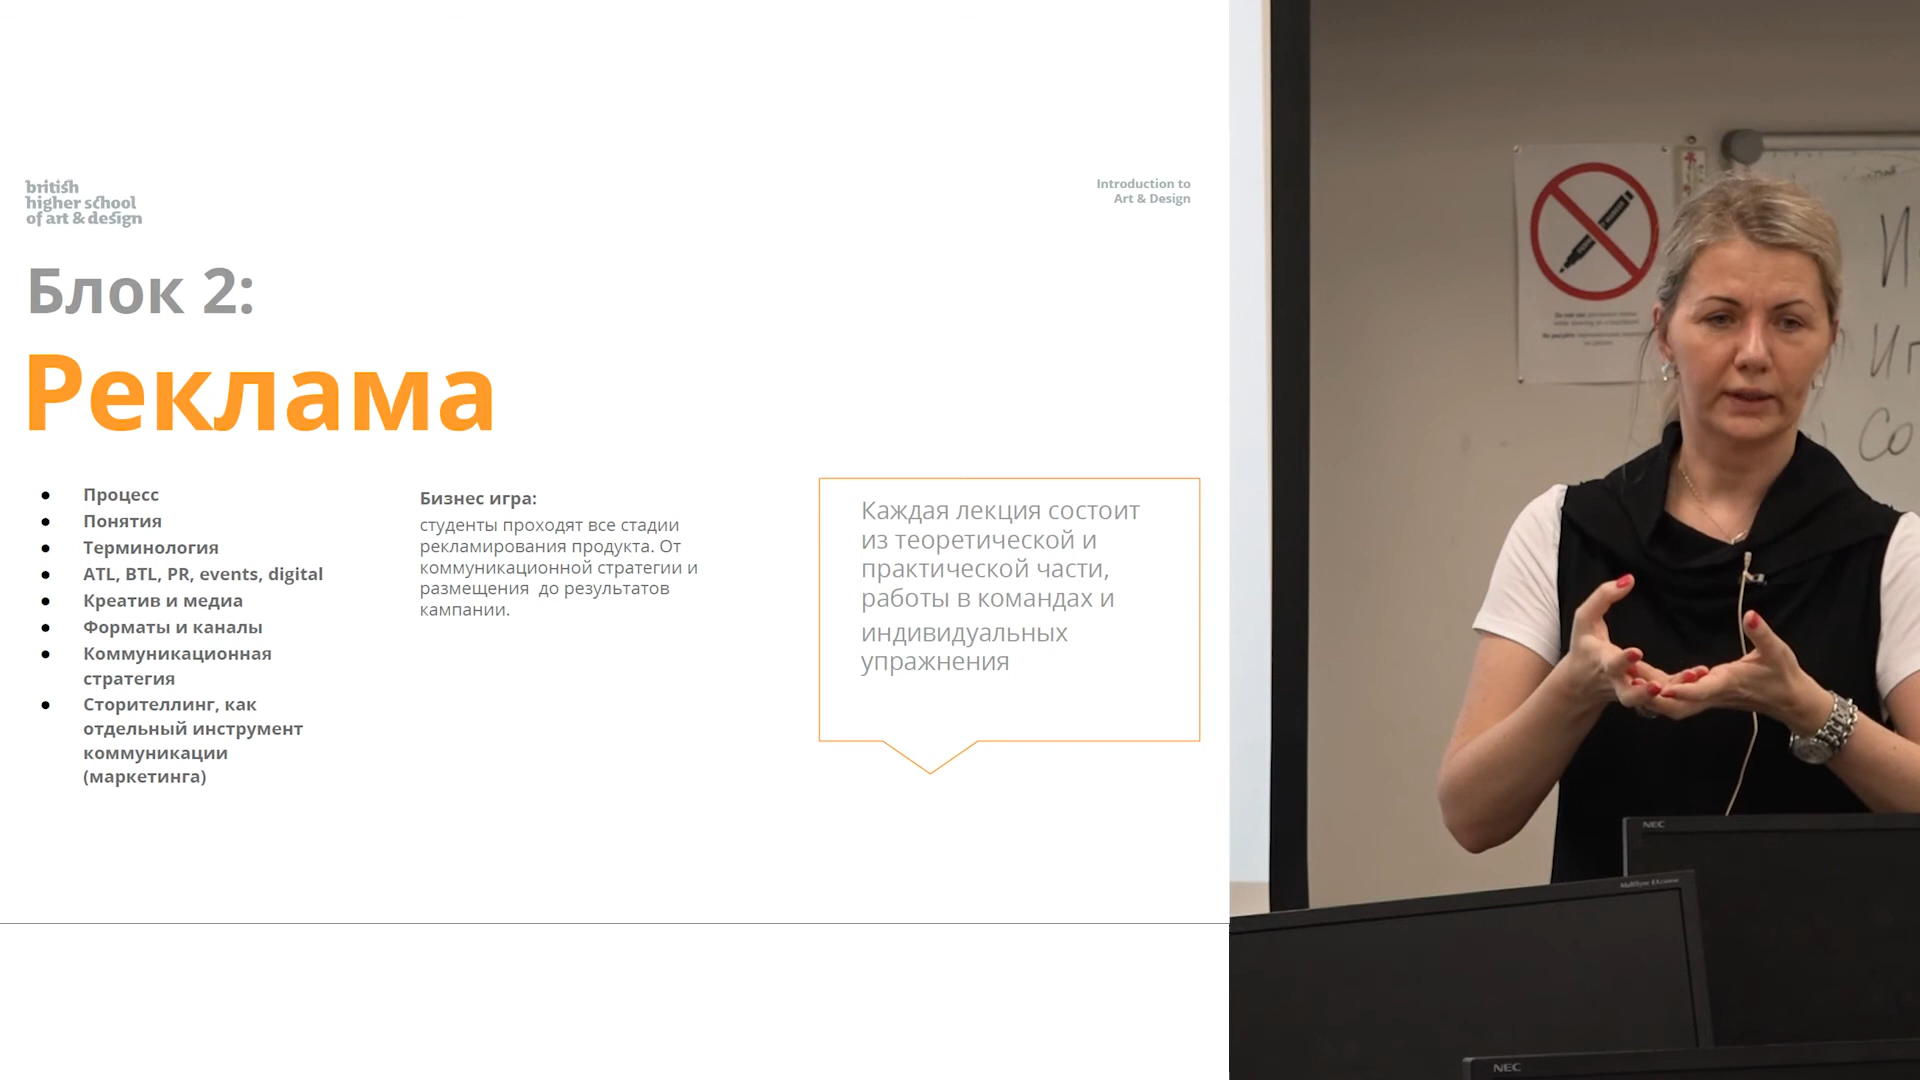 british
higher school
of art & design
Introduction to
Art & Design
Блок 2:
Реклама
Процесс
Понятия
Терминология
ATL, BTL, PR, events, digital
Креатив и медиа
Форматы и каналы
Коммуникационная
стратегия
Сторителлинг, как
отдельный инструмент
коммуникации
(маркетинга)
Бизнес игра:
студенты проходят все стадии
рекламирования продукта. От
коммуникационной стратегии и
размещения до результатов
кампании.
Каждая лекция состоит
из теоретической и
практической части,
работы в командах и
индивидуальных
упражнения
Со
NEC
NEC